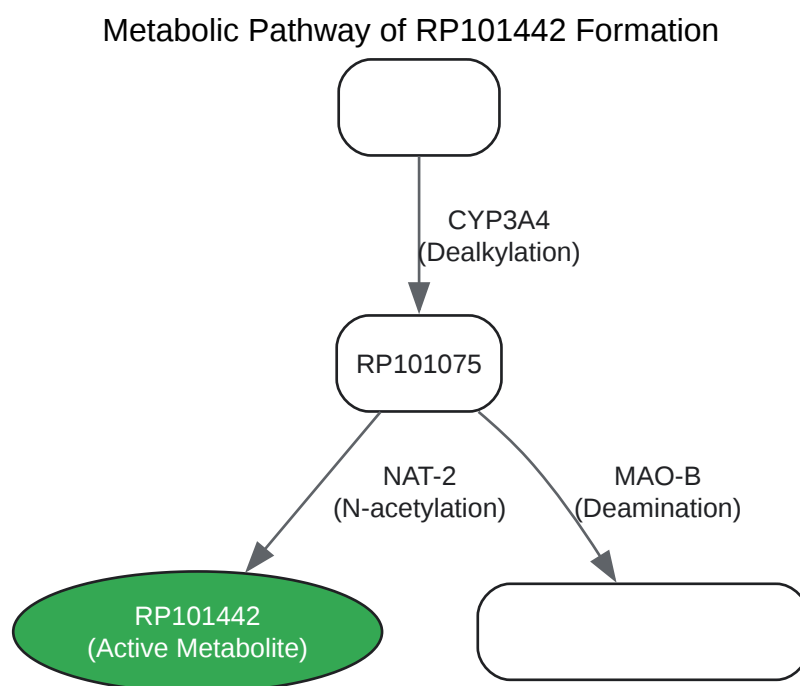 Metabolic Pathway of RP101442 Formation
CYP3A4
(Dealkylation)
RP101075
NAT-2
(N-acetylation)
MAO-B
(Deamination)
RP101442
(Active Metabolite)